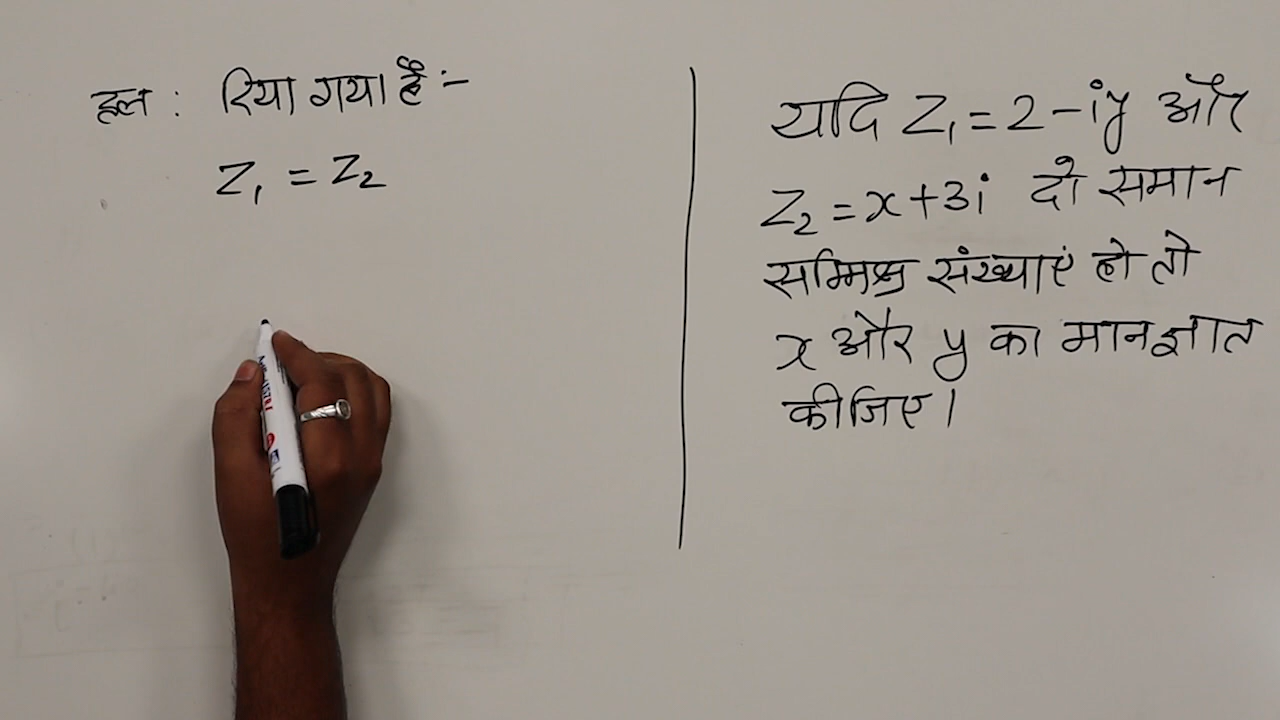 हल : दिया गया है :-
Z₁ = Z₂
यदि Z₁ = 2 - iy और
Z₂ = x + 3i दो समान
सम्मिश्र संख्याएं हो तो
x और y का मान ज्ञात
कीजिए।